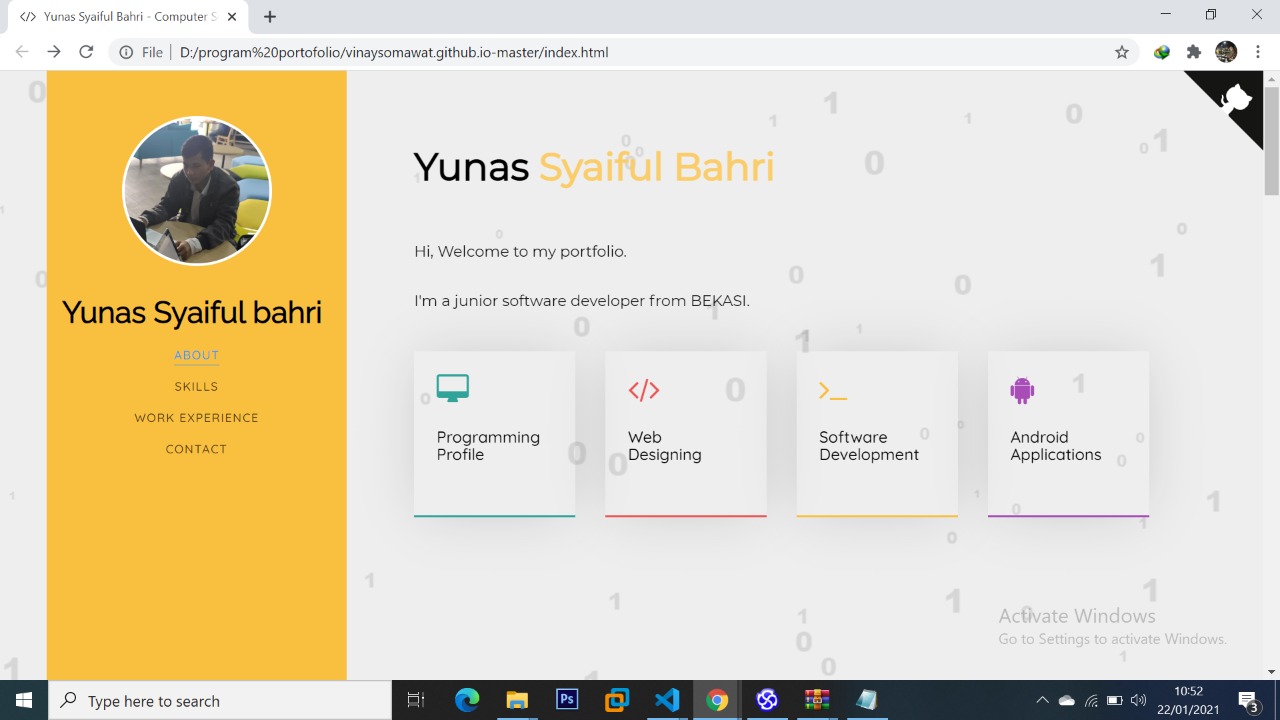 </> Yunas Syaiful Bahri - Computer S
File | D:/program%20portofolio/vinaysomawat.github.io-master/index.html
Yunas Syaiful bahri
ABOUT
SKILLS
WORK EXPERIENCE
CONTACT
Yunas Syaiful Bahri
Hi, Welcome to my portfolio.
I'm a junior software developer from BEKASI.
Programming
Profile
</>
Web
Designing
>_
Software
Development
Android
Applications
Activate Windows
Go to Settings to activate Windows.
Type here to search
Ps
10:52
22/01/2021
3